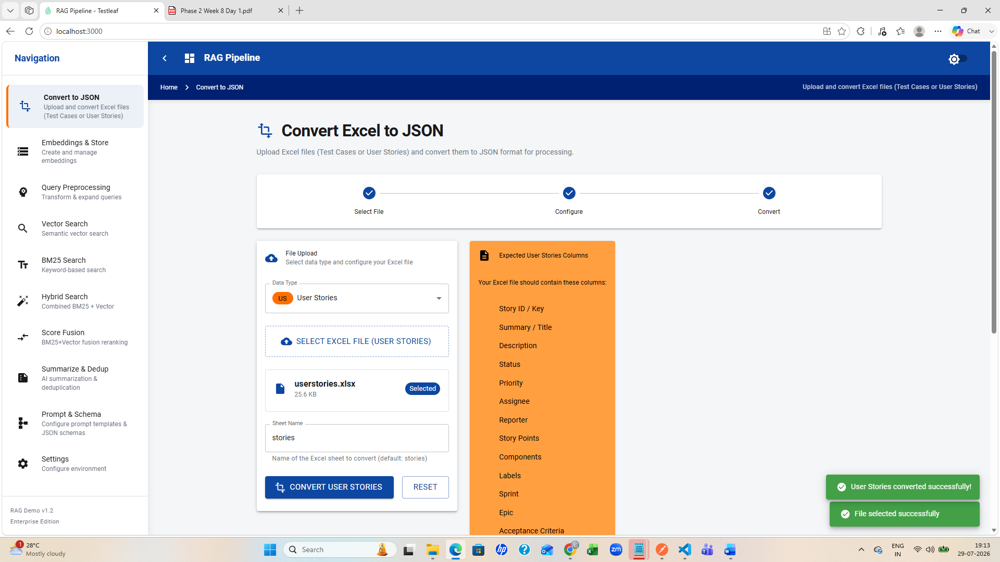 RAG Pipeline - Testleaf
Phase 2 Week 8 Day 1.pdf
localhost:3000
Chat
Navigation
RAG Pipeline
Home
Convert to JSON
Upload and convert Excel files (Test Cases or User Stories)
Convert to JSON
Upload and convert Excel files
(Test Cases or User Stories)
Embeddings & Store
Create and manage
embeddings
Query Preprocessing
Transform & expand queries
Vector Search
Semantic vector search
BM25 Search
Keyword-based search
Hybrid Search
Combined BM25 + Vector
Score Fusion
BM25+Vector fusion reranking
Summarize & Dedup
AI summarization &
deduplication
Prompt & Schema
Configure prompt templates &
JSON schemas
Settings
Configure environment
RAG Demo v1.2
Enterprise Edition
Convert Excel to JSON
Upload Excel files (Test Cases or User Stories) and convert them to JSON format for processing.
Select File
Configure
Convert
File Upload
Select data type and configure your Excel file
Data Type
US User Stories
SELECT EXCEL FILE (USER STORIES)
userstories.xlsx
25.6 KB
Selected
Sheet Name
stories
Name of the Excel sheet to convert (default: stories)
CONVERT USER STORIES
RESET
Expected User Stories Columns
Your Excel file should contain these columns:
Story ID / Key
Summary / Title
Description
Status
Priority
Assignee
Reporter
Story Points
Components
Labels
Sprint
Epic
Acceptance Criteria
User Stories converted successfully!
File selected successfully
1
28°C
Mostly cloudy
Search
hp
zm
ENG
IN
19:13
29-07-2026